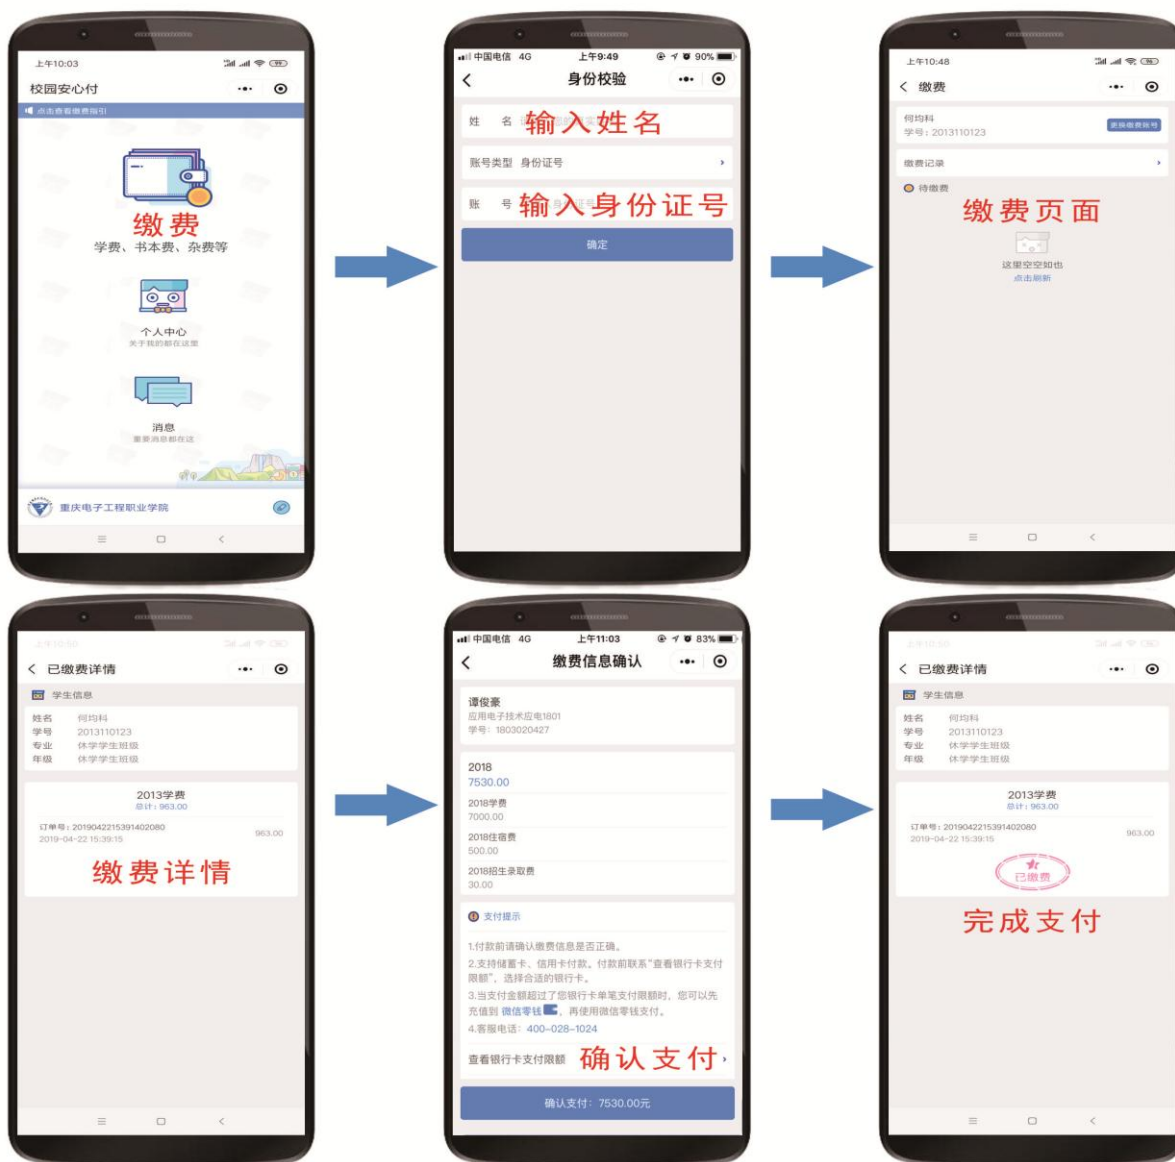 上午10:03
99
校园安心付
点击查看缴费指引
缴费
学费、书本费、杂费等
个人中心
关于我的都在这里
消息
重要消息都在这
重庆电子工程职业学院
中国电信 4G 上午9:49 90%
身份校验
姓 名
输入姓名
账号类型 身份证号
账 号
输入身份证号
确定
上午10:48
缴费
何均科
学号：2013110123
更换缴费账号
缴费记录
待缴费
缴费页面
这里空空如也
点击刷新
上午10:50
已缴费详情
学生信息
姓名 何均科
学号 2013110123
专业 休学学生班级
年级 休学学生班级
2013学费
总计：963.00
订单号：2019042215391402080
2019-04-22 15:39:15
963.00
缴费详情
中国电信 4G 上午11:03 83%
缴费信息确认
谭俊豪
应用电子技术应电1801
学号：1803020427
2018
7530.00
2018学费
7000.00
2018住宿费
500.00
2018招生录取费
30.00
支付提示
1.付款前请确认缴费信息是否正确。
2.支持储蓄卡、信用卡付款。付款前联系“查看银行卡支付
限额”，选择合适的银行卡。
3.当支付金额超过了您银行卡单笔支付限额时，您可以先
充值到 微信零钱，再使用微信零钱支付。
4.客服电话：400-028-1024
查看银行卡支付限额
确认支付
确认支付：7530.00元
上午10:50
已缴费详情
学生信息
姓名 何均科
学号 2013110123
专业 休学学生班级
年级 休学学生班级
2013学费
总计：963.00
订单号：2019042215391402080
2019-04-22 15:39:15
963.00
已缴费
完成支付